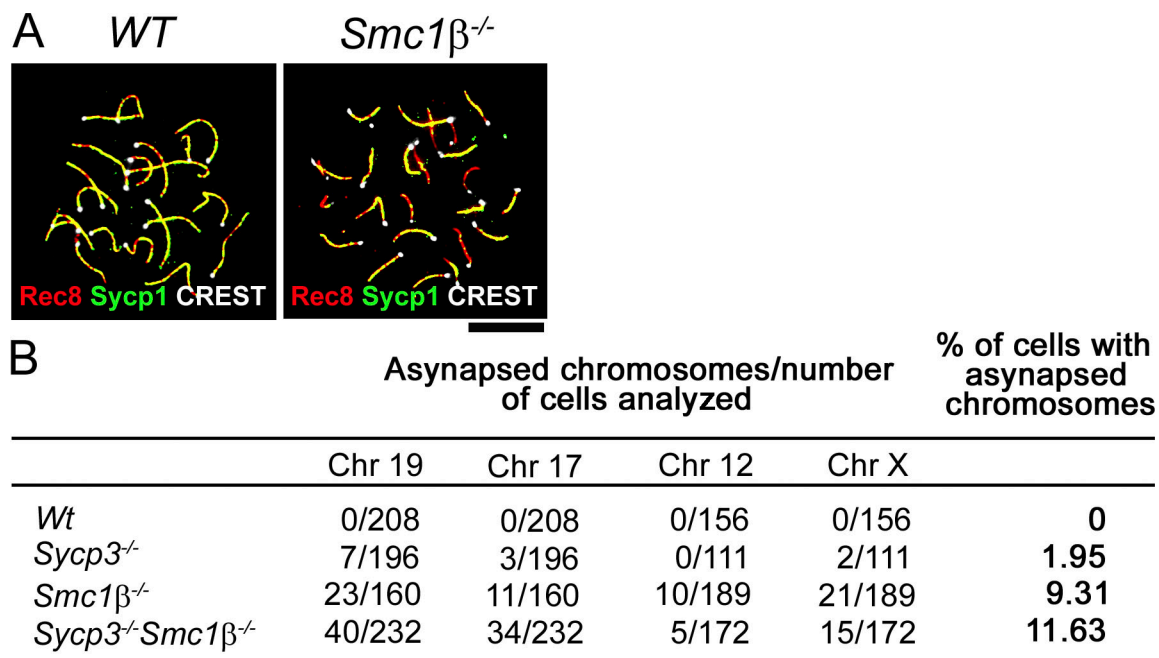 A WT Smc1β-/-
Rec8 Sycp1 CREST Rec8 Sycp1 CREST
B
Asynapsed chromosomes/number
of cells analyzed
% of cells with
asynapsed
chromosomes
Chr 19 Chr 17 Chr 12 Chr X
Wt 0/208 0/208 0/156 0/156 0
Sycp3-/- 7/196 3/196 0/111 2/111 1.95
Smc1β-/- 23/160 11/160 10/189 21/189 9.31
Sycp3-/-Smc1β-/- 40/232 34/232 5/172 15/172 11.63